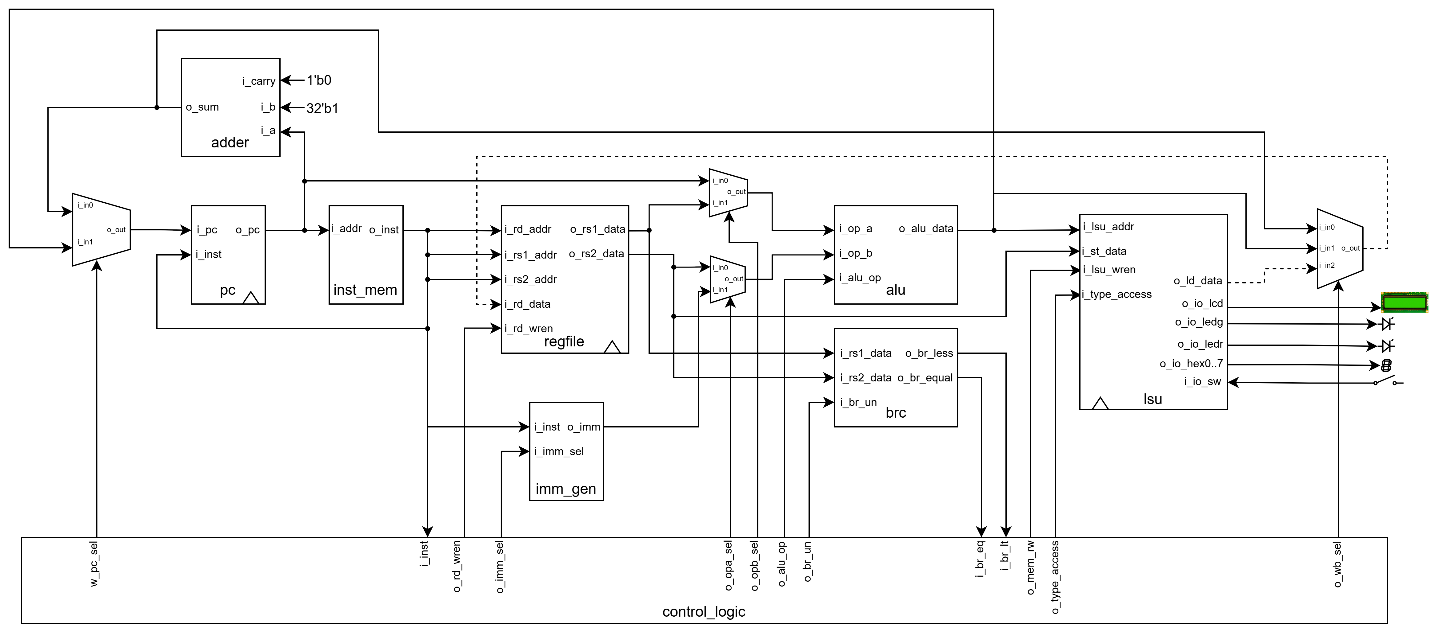 i_carry
1'b0
o_sum
i_b
32'b1
i_a
adder
i_in0
o_out
i_in1
i_pc
o_pc
i_inst
pc
i_addr
o_inst
inst_mem
i_rd_addr
o_rs1_data
i_rs1_addr
o_rs2_data
i_rs2_addr
i_rd_data
i_rd_wren
regfile
i_inst
o_imm
i_imm_sel
imm_gen
i_in0
o_out
i_in1
i_in0
o_out
i_in1
i_op_a
o_alu_data
i_op_b
i_alu_op
alu
i_rs1_data
o_br_less
i_rs2_data
o_br_equal
i_br_un
brc
i_lsu_addr
i_st_data
i_lsu_wren
o_ld_data
i_type_access
o_io_lcd
o_io_ledg
o_io_ledr
o_io_hex0..7
i_io_sw
lsu
i_in0
i_in1
o_out
i_in2
w_pc_sel
i_inst
o_rd_wren
o_imm_sel
o_opa_sel
o_opb_sel
o_alu_op
o_br_un
i_br_eq
i_br_lt
o_mem_rw
o_type_access
o_wb_sel
control_logic